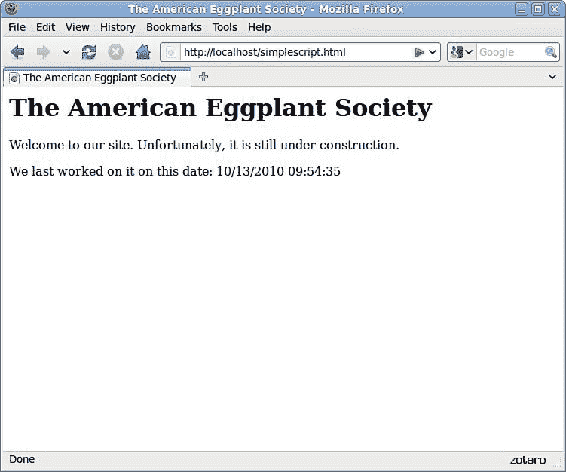 The American Eggplant Society - Mozilla Firefox
File Edit View History Bookmarks Tools Help
http://localhost/simplescript.html Google
The American Eggplant Society
The American Eggplant Society
Welcome to our site. Unfortunately, it is still under construction.
We last worked on it on this date: 10/13/2010 09:54:35
Done zotero